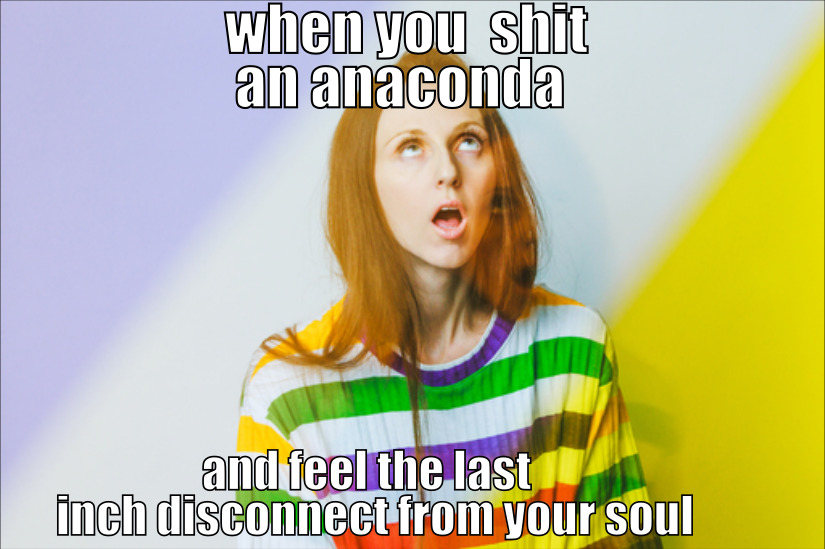 when you  shit
an anaconda
and feel the last
inch disconnect from your soul